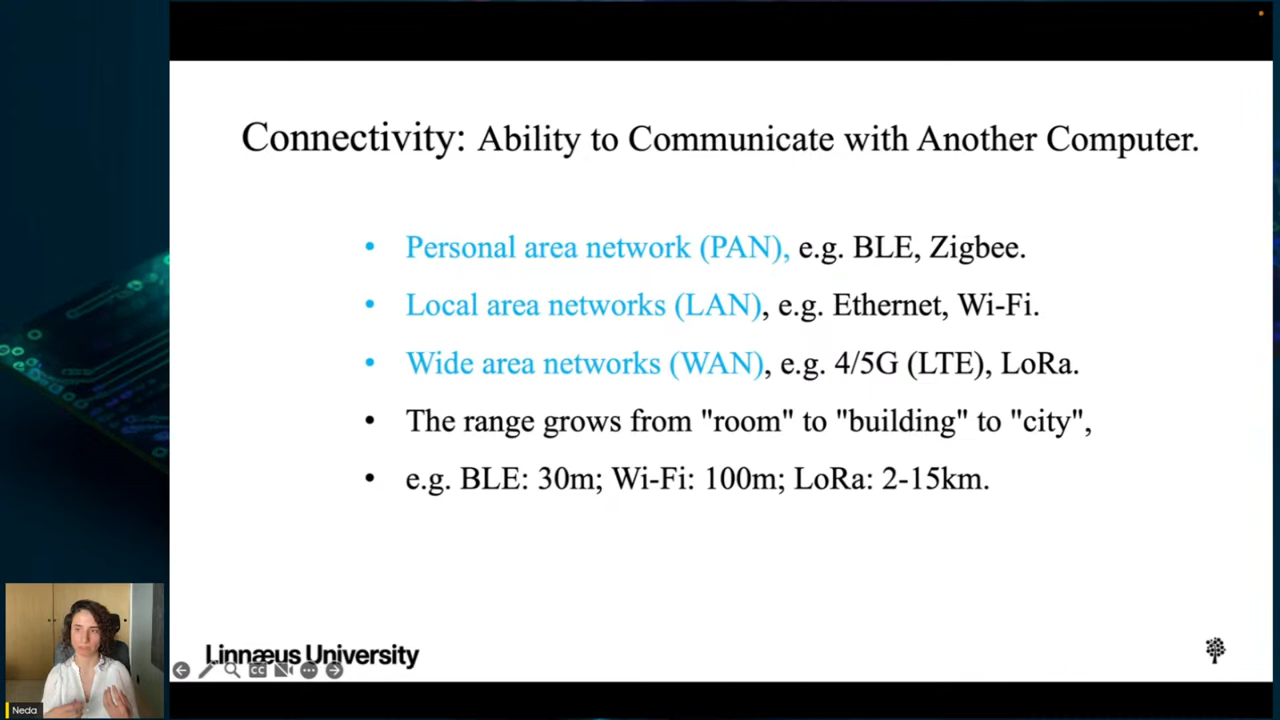 Connectivity: Ability to Communicate with Another Computer.
• Personal area network (PAN), e.g. BLE, Zigbee.
• Local area networks (LAN), e.g. Ethernet, Wi-Fi.
• Wide area networks (WAN), e.g. 4/5G (LTE), LoRa.
• The range grows from "room" to "building" to "city",
• e.g. BLE: 30m; Wi-Fi: 100m; LoRa: 2-15km.
Linnæus University
CC
Neda